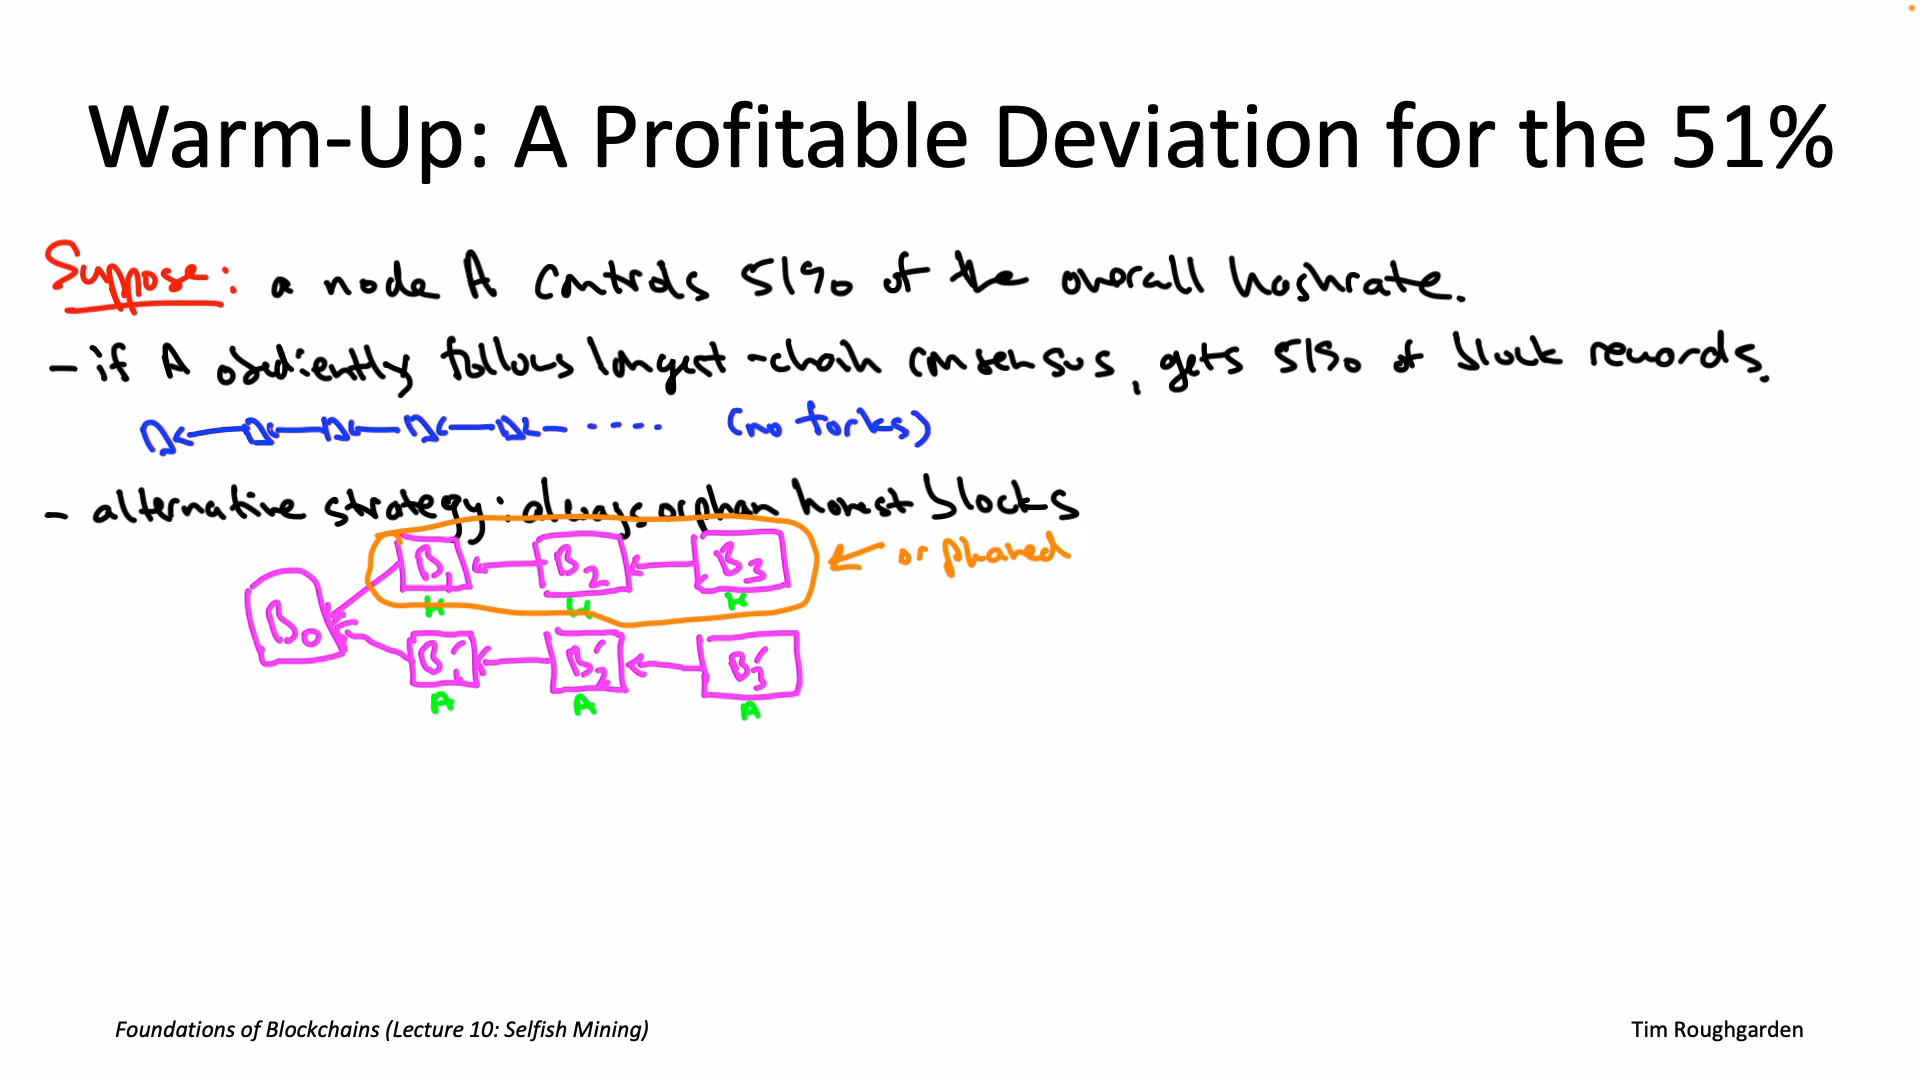 Warm-Up: A Profitable Deviation for the 51%
Suppose: a node A controls 51% of the overall hashrate.
- if A obediently follows longest-chain consensus, gets 51% of block rewards.
(no forks)
- alternative strategy: always orphan honest blocks
B1 B2 B3 orphaned
H H H
B0
B1' B2' B3'
A A A
Foundations of Blockchains (Lecture 10: Selfish Mining)
Tim Roughgarden